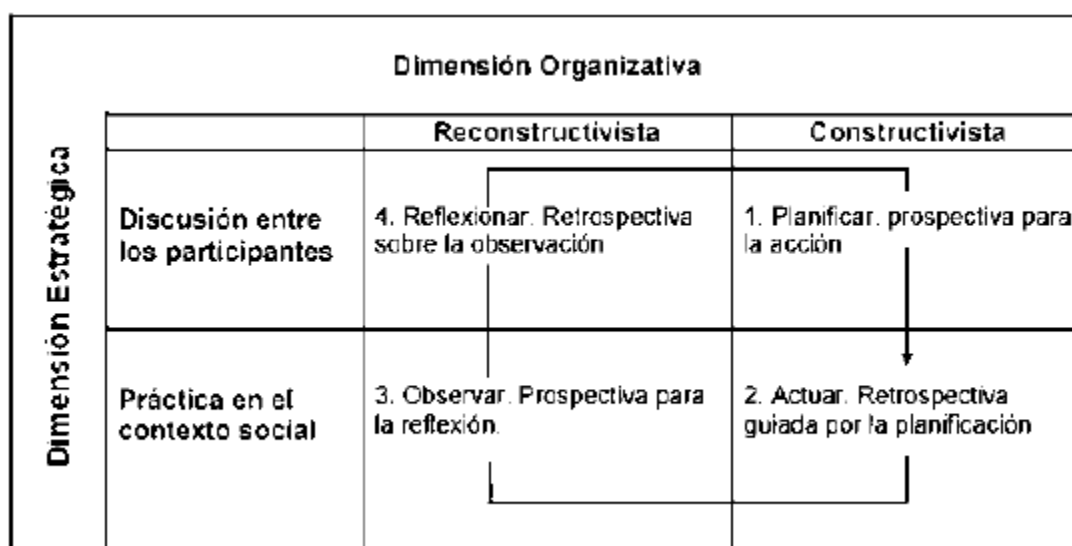 Dimensión Organizativa
Dimensión Estratégica
Reconstructivista
Constructivista
Discusión entre
los participantes
4. Reflexionar. Retrospectiva
sobre la observación
1. Planificar. prospectiva para
la acción
Práctica en el
contexto social
3. Observar. Prospectiva para
la reflexión.
2. Actuar. Retrospectiva
guiada por la planificación